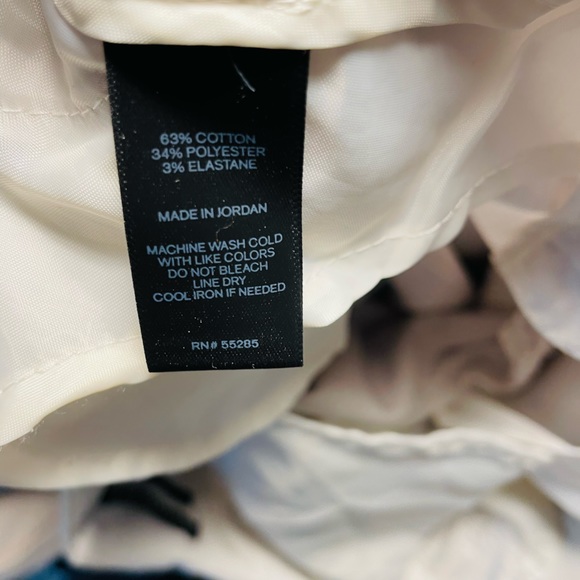 63% COTTON
34% POLYESTER
3% ELASTANE
MADE IN JORDAN
MACHINE WASH COLD
WITH LIKE COLORS
DO NOT BLEACH
LINE DRY
COOL IRON IF NEEDED
RN# 55285